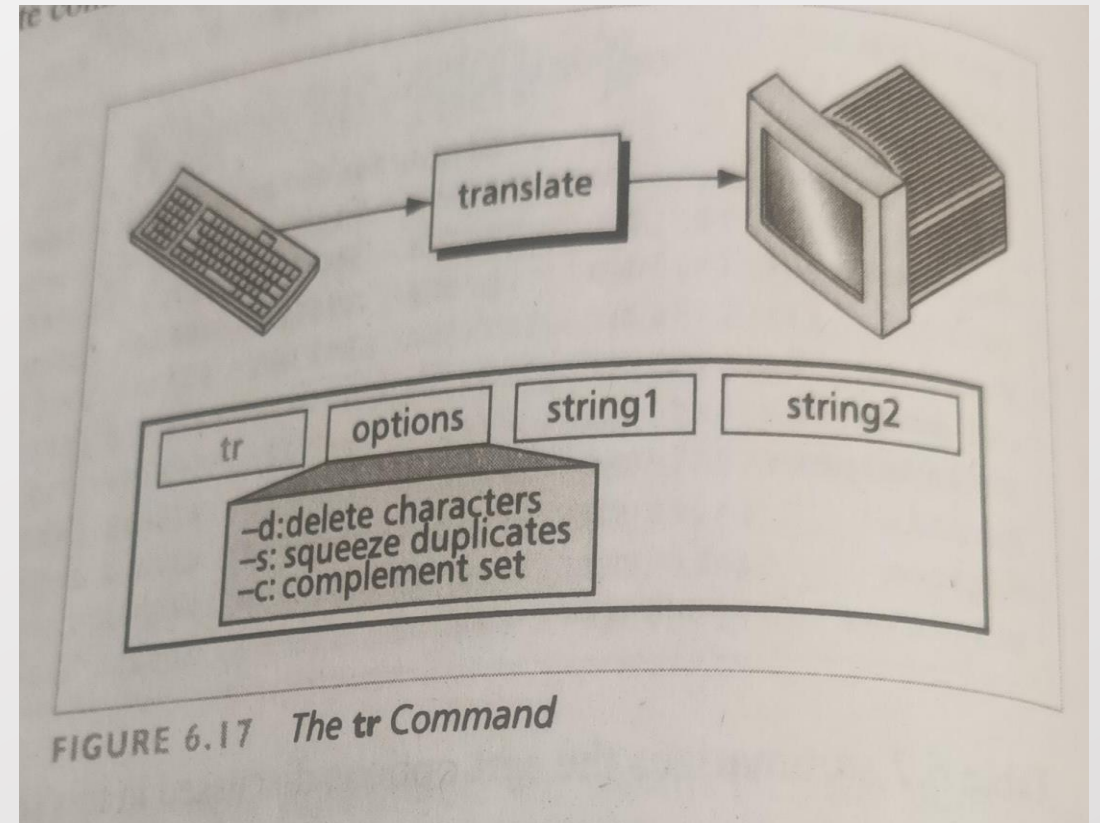 translate
tr
options
string1
string2
–d:delete characters
–s: squeeze duplicates
–c: complement set
FIGURE 6.17 The tr Command